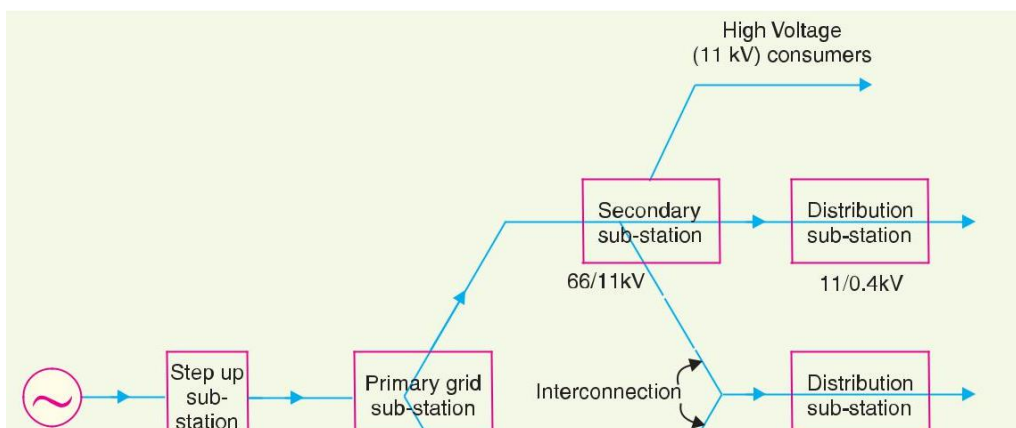 High Voltage
(11 kV) consumers
Secondary
sub-station
Distribution
sub-station
66/11kV
11/0.4kV
Step up
sub-
station
Primary grid
sub-station
Interconnection
Distribution
sub-station